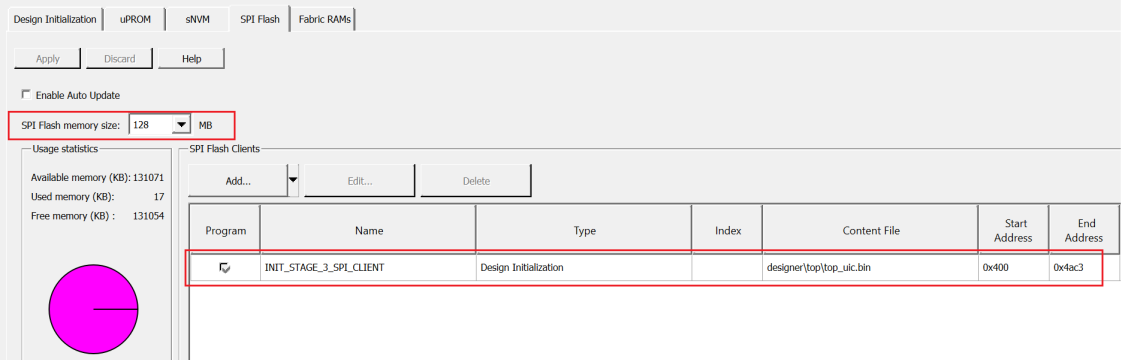 Design Initialization uPROM sNVM SPI Flash Fabric RAMs
Apply Discard Help
Enable Auto Update
SPI Flash memory size: 128 MB
Usage statistics
Available memory (KB): 131071
Used memory (KB): 17
Free memory (KB) : 131054
SPI Flash Clients
Add... Edit... Delete
Program Name Type Index Content File Start Address End Address
INIT_STAGE_3_SPI_CLIENT Design Initialization designer\top\top_uic.bin 0x400 0x4ac3